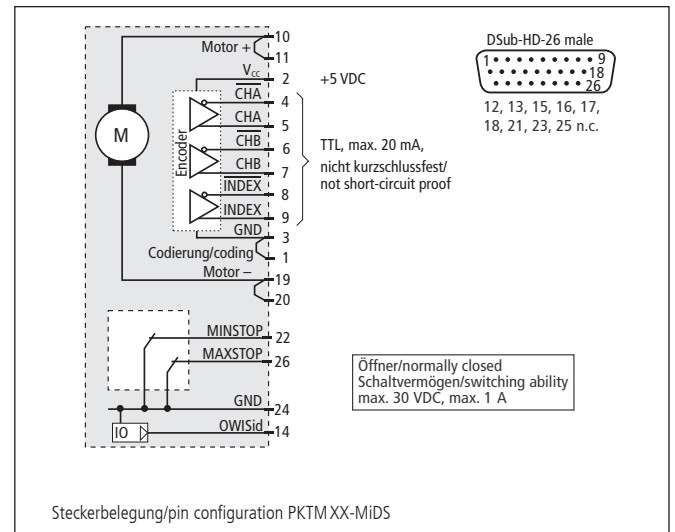 Motor + 10
11
V_CC 2 +5 VDC
C̅H̅A̅ 4
CHA 5
C̅H̅B̅ 6
CHB 7
I̅N̅D̅E̅X̅ 8
INDEX 9
GND 3
Codierung/coding 1
Motor – 19
20
M
Encoder
TTL, max. 20 mA,
nicht kurzschlussfest/
not short-circuit proof
DSub-HD-26 male
1 9
18
26
12, 13, 15, 16, 17,
18, 21, 23, 25 n.c.
MINSTOP 22
MAXSTOP 26
GND 24
IO OWISid 14
Öffner/normally closed
Schaltvermögen/switching ability
max. 30 VDC, max. 1 A
Steckerbelegung/pin configuration PKTM XX-MiDS